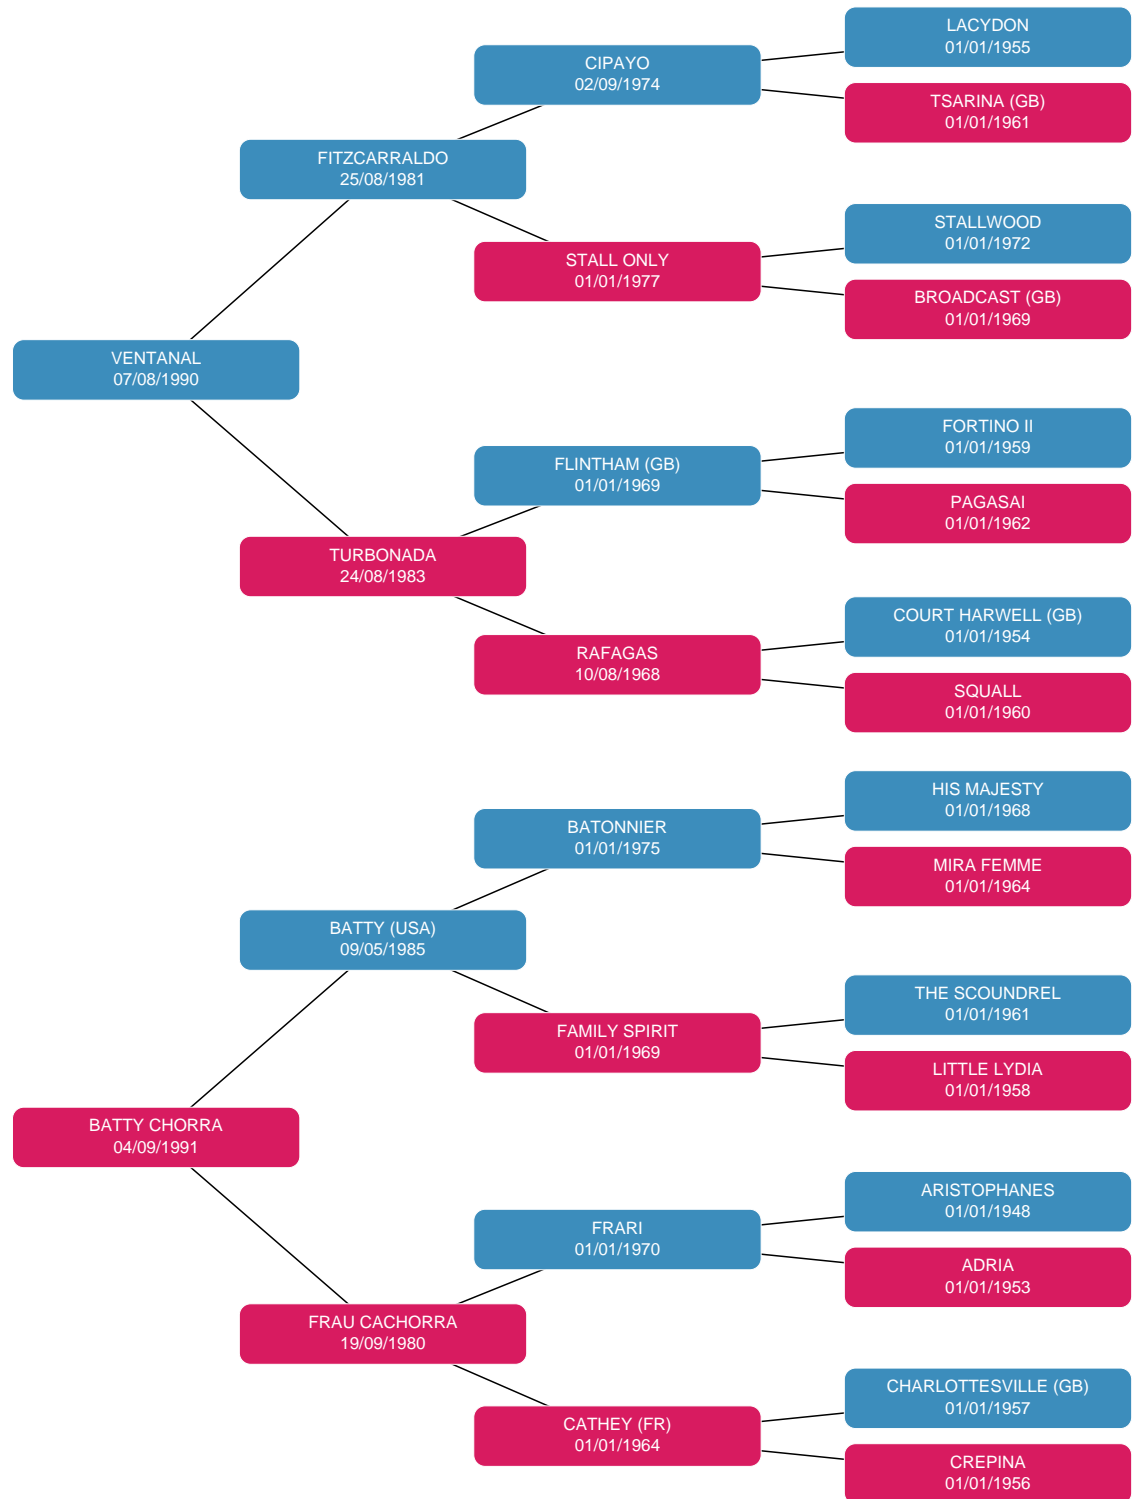 LACYDON
01/01/1955
CIPAYO
02/09/1974
TSARINA (GB)
01/01/1961
FITZCARRALDO
25/08/1981
STALLWOOD
01/01/1972
STALL ONLY
01/01/1977
BROADCAST (GB)
01/01/1969
VENTANAL
07/08/1990
FORTINO II
01/01/1959
FLINTHAM (GB)
01/01/1969
PAGASAI
01/01/1962
TURBONADA
24/08/1983
COURT HARWELL (GB)
01/01/1954
RAFAGAS
10/08/1968
SQUALL
01/01/1960
HIS MAJESTY
01/01/1968
BATONNIER
01/01/1975
MIRA FEMME
01/01/1964
BATTY (USA)
09/05/1985
THE SCOUNDREL
01/01/1961
FAMILY SPIRIT
01/01/1969
LITTLE LYDIA
01/01/1958
BATTY CHORRA
04/09/1991
ARISTOPHANES
01/01/1948
FRARI
01/01/1970
ADRIA
01/01/1953
FRAU CACHORRA
19/09/1980
CHARLOTTESVILLE (GB)
01/01/1957
CATHEY (FR)
01/01/1964
CREPINA
01/01/1956